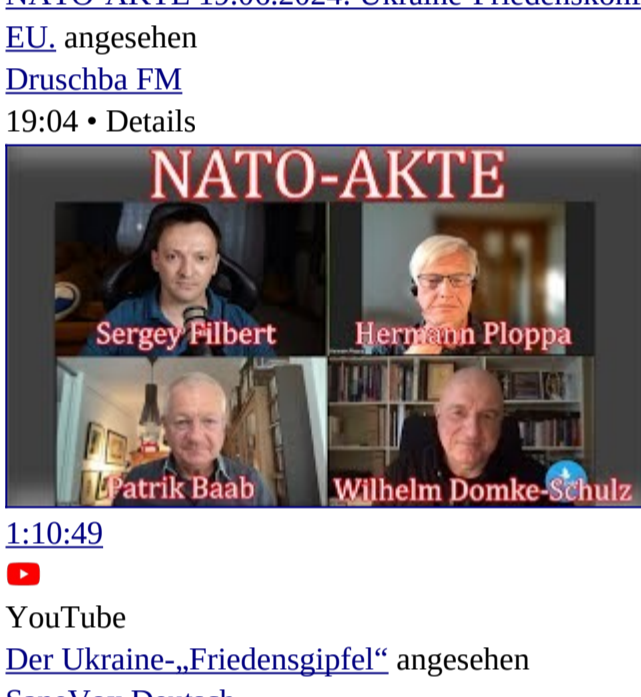 EU. angesehen
Druschba FM
19:04 • Details
NATO-AKTE
Sergey Filbert
Hermann Ploppa
Patrik Baab
Wilhelm Domke-Schulz
1:10:49
YouTube
Der Ukraine-„Friedensgipfel“ angesehen